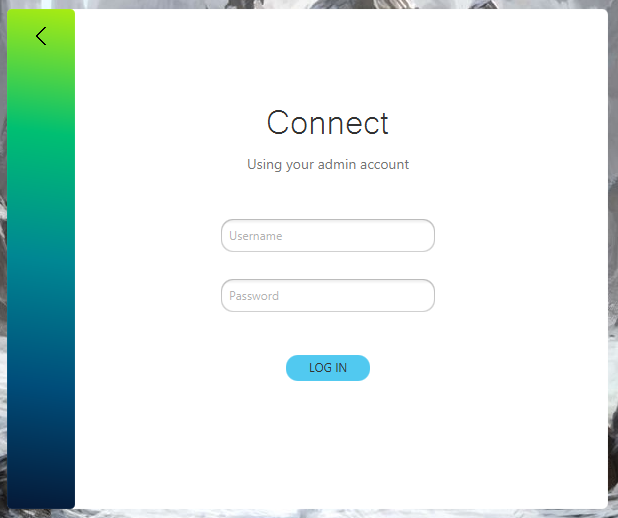 Connect
Using your admin account
Username
Password
LOG IN